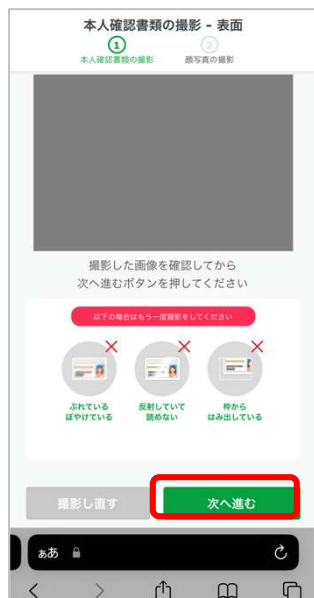 本人確認書類の撮影 - 表面
1
2
本人確認書類の撮影
顔写真の撮影
撮影した画像を確認してから
次へ進むボタンを押してください
以下の場合はもう一度撮影をしてください
ぶれている
ぼやけている
反射していて
読めない
枠から
はみ出している
撮影し直す
次へ進む
ぁあ